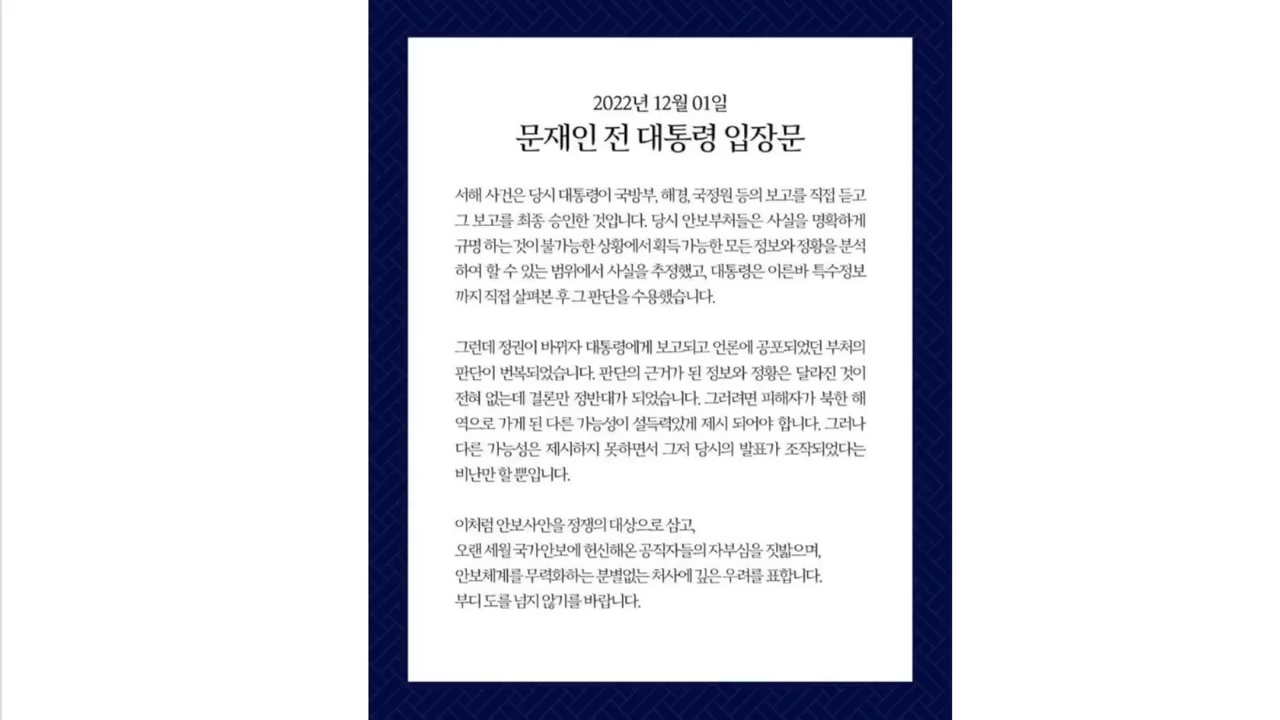 2022년 12월 01일
문재인 전 대통령 입장문
서해 사건은 당시 대통령이 국방부, 해경, 국정원 등의 보고를 직접 듣고
그 보고를 최종 승인한 것입니다. 당시 안보부처들은 사실을 명확하게
규명 하는것이 불가능한 상황에서 획득 가능한 모든 정보와 정황을 분석
하여 할 수 있는 범위에서 사실을 추정했고, 대통령은 이른바 특수정보
까지 직접 살펴본 후 그 판단을 수용했습니다.
그런데 정권이 바뀌자 대통령에게 보고되고 언론에 공포되었던 부처의
판단이 번복되었습니다. 판단의 근거가 된 정보와 정황은 달라진 것이
전혀 없는데 결론만 정반대가 되었습니다. 그러려면 피해자가 북한 해
역으로 가게 된 다른 가능성이 설득력있게 제시 되어야 합니다. 그러나
다른 가능성은 제시하지 못하면서 그저 당시의 발표가 조작되었다는
비난만 할 뿐입니다.
이처럼 안보사안을 정쟁의 대상으로 삼고,
오랜 세월 국가안보에 헌신해온 공직자들의 자부심을 짓밟으며,
안보체계를 무력화하는 분별없는 처사에 깊은 우려를 표합니다.
부디 도를 넘지 않기를 바랍니다.